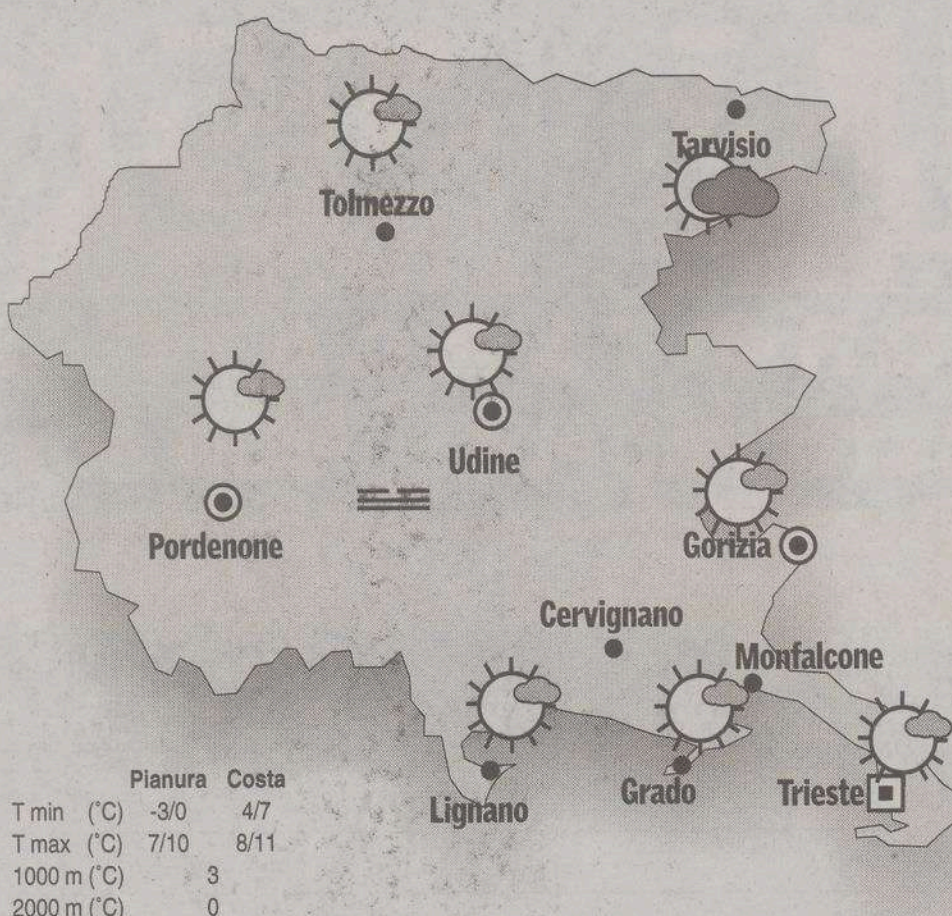 Tarvisio
Tolmezzo
Udine
Pordenone
Gorizia
Cervignano
Monfalcone
Lignano
Grado
Trieste
Pianura Costa
T min (°C) -3/0 4/7
T max (°C) 7/10 8/11
1000 m (°C) 3
2000 m (°C) 0